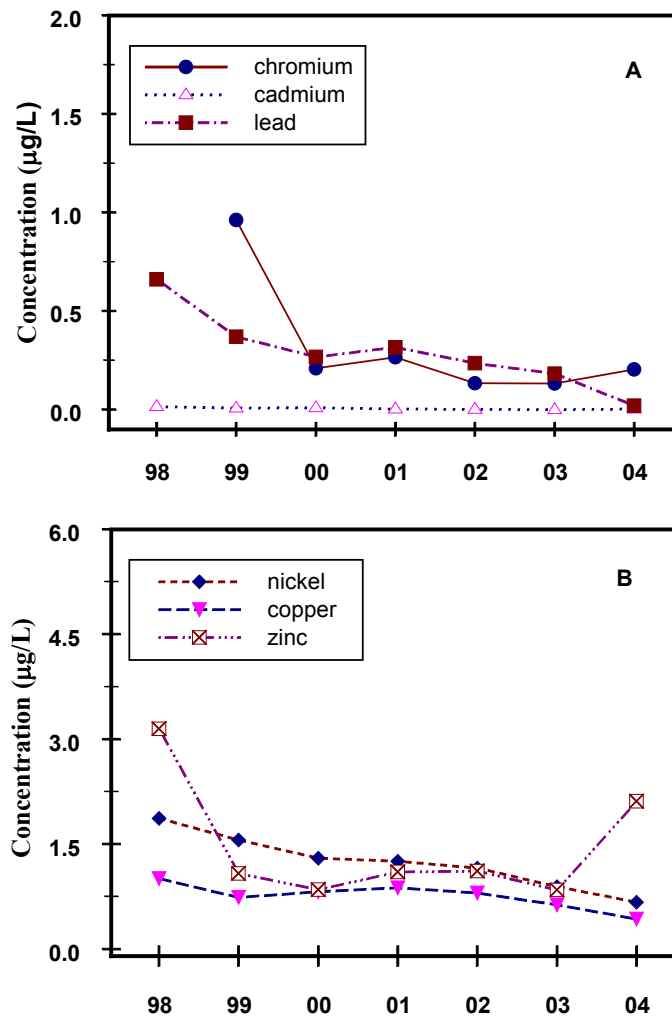 2.0
A
chromium
cadmium
lead
1.5
1.0
0.5
0.0
Concentration (µg/L)
98 99 00 01 02 03 04
6.0
B
nickel
copper
zinc
4.5
3.0
1.5
0.0
Concentration (µg/L)
98 99 00 01 02 03 04